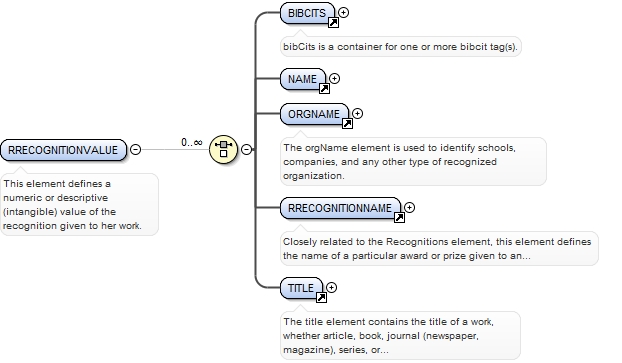 BIBCITS
bibCits is a container for one or more bibcit tag(s).
NAME
ORGNAME
The orgName element is used to identify schools,
companies, and any other type of recognized
organization.
RRECOGNITIONVALUE
0..∞
This element defines a
numeric or descriptive
(intangible) value of the
recognition given to her work.
RRECOGNITIONNAME
Closely related to the Recognitions element, this element defines
the name of a particular award or prize given to an...
TITLE
The title element contains the title of a work,
whether article, book, journal (newspaper,
magazine), series, or...